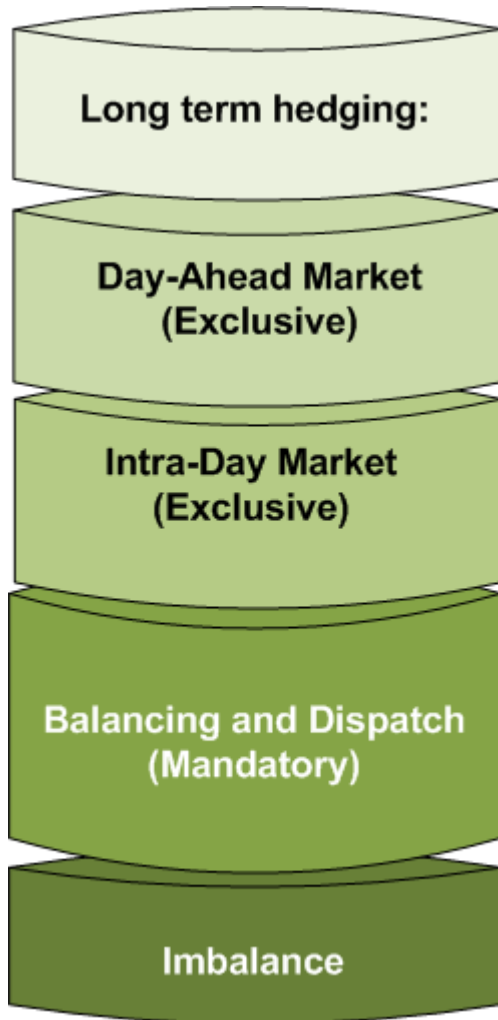 Long term hedging:
Day-Ahead Market
(Exclusive)
Intra-Day Market
(Exclusive)
Balancing and Dispatch
(Mandatory)
Imbalance